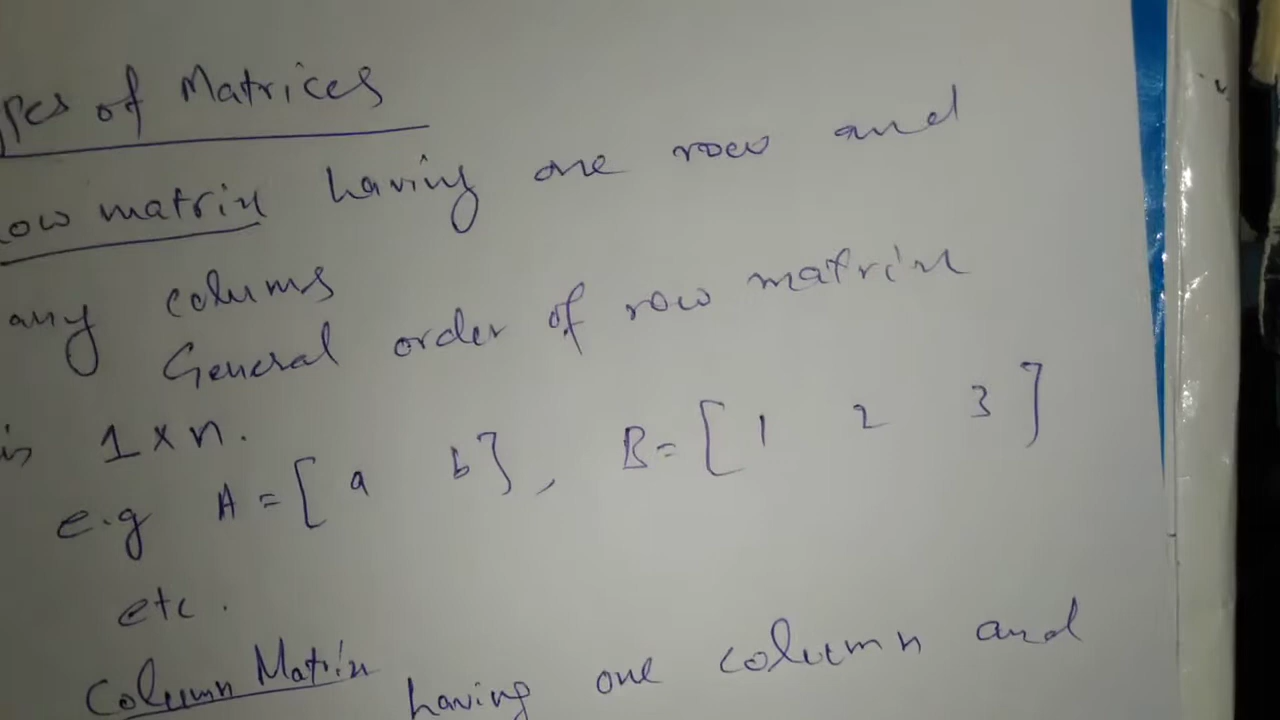 ypes of Matrices
ow matrix having one row and
any colums
General order of row matrix
is 1 × n.
e.g A = [ a b ], B = [ 1 2 3 ]
etc.
Column Matrix having one column and